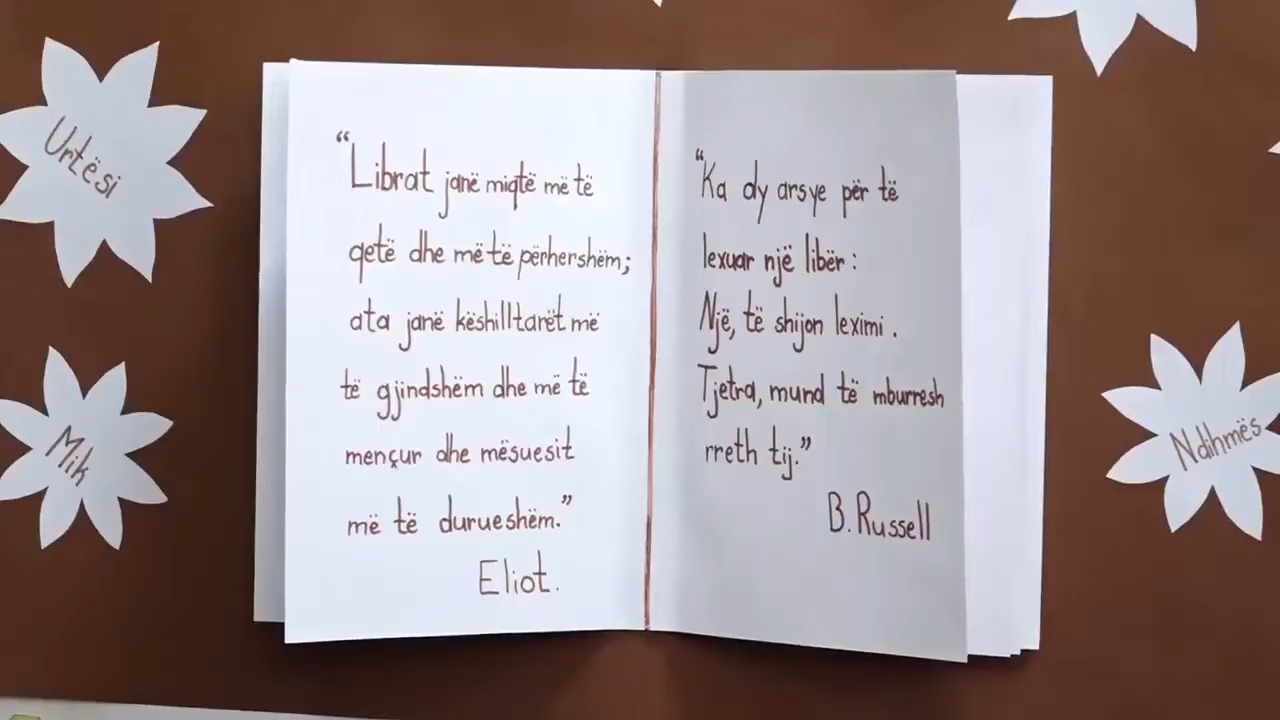 Urtësi
Mik
“Librat janë miqtë më të
qetë dhe më të përhershëm;
ata janë këshilltarët më
të gjindshëm dhe më të
mençur dhe mësuesit
më të durueshëm.”
Eliot.
“Ka dy arsye për të
lexuar një libër:
Një, të shijon leximi.
Tjetra, mund të mburresh
rreth tij.”
B. Russell
Ndihmës